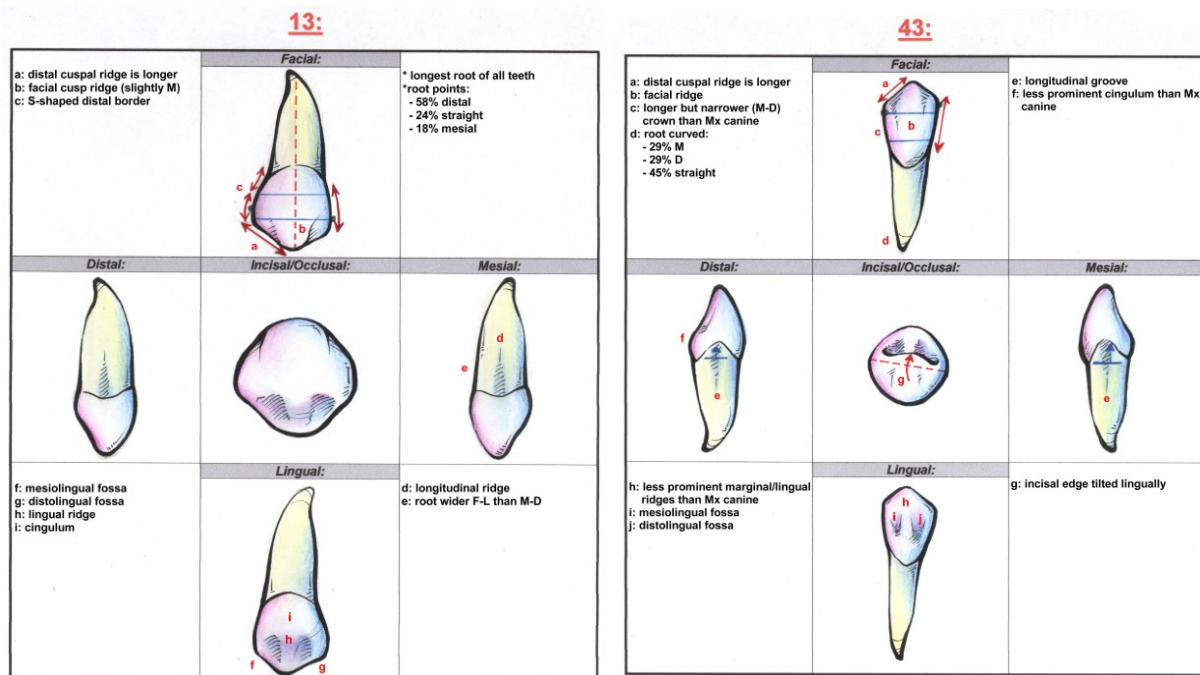 13:
Facial:
a: distal cuspal ridge is longer
b: facial cusp ridge (slightly M)
c: S-shaped distal border
* longest root of all teeth
*root points:
- 58% distal
- 24% straight
- 18% mesial
c
b
a
Distal:
Incisal/Occlusal:
Mesial:
d
e
Lingual:
f: mesiolingual fossa
g: distolingual fossa
h: lingual ridge
i: cingulum
d: longitudinal ridge
e: root wider F-L than M-D
i
h
f
g
43:
Facial:
a: distal cuspal ridge is longer
b: facial ridge
c: longer but narrower (M-D)
crown than Mx canine
d: root curved:
- 29% M
- 29% D
- 45% straight
e: longitudinal groove
f: less prominent cingulum than Mx
canine
a
b
c
d
Distal:
Incisal/Occlusal:
Mesial:
f
e
g
e
Lingual:
h: less prominent marginal/lingual
ridges than Mx canine
i: mesiolingual fossa
j: distolingual fossa
g: incisal edge tilted lingually
h
i
j